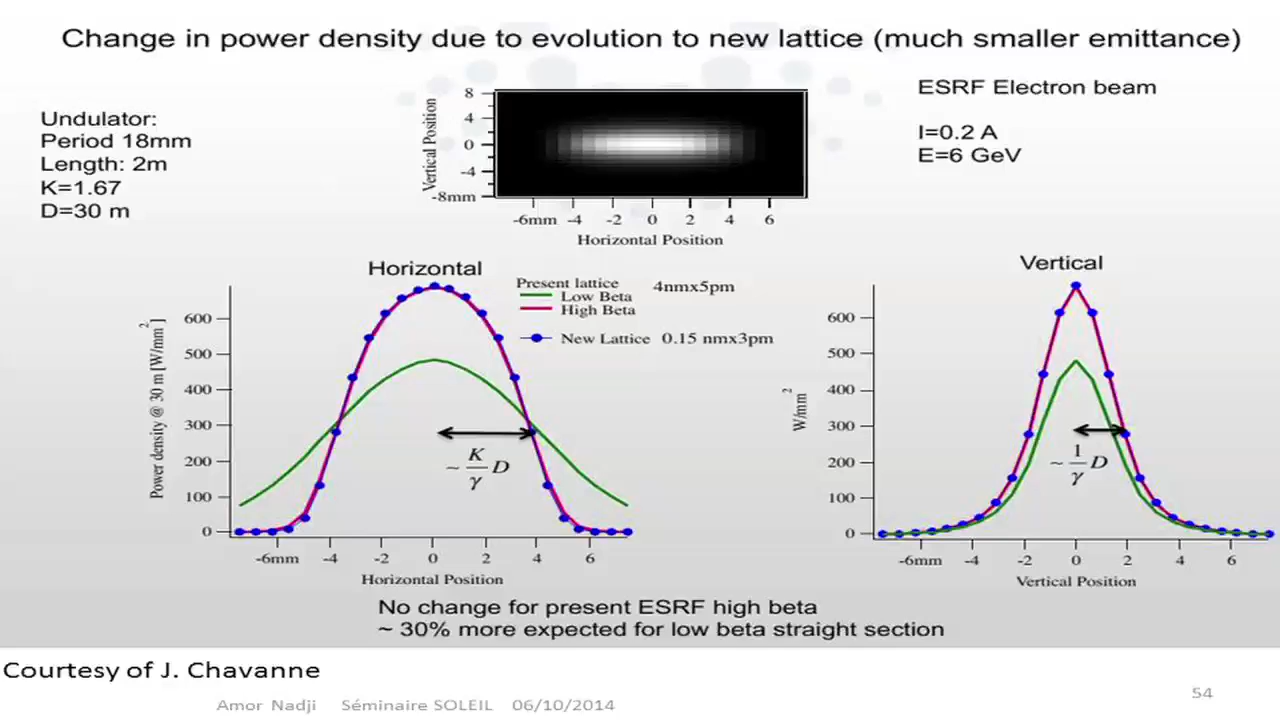 Change in power density due to evolution to new lattice (much smaller emittance)
Undulator:
Period 18mm
Length: 2m
K=1.67
D=30 m
ESRF Electron beam
I=0.2 A
E=6 GeV
Vertical Position
8
4
0
-4
-8mm
-6mm -4 -2 0 2 4 6
Horizontal Position
Horizontal
Present lattice 4nmx5pm
Low Beta
High Beta
New Lattice 0.15 nmx3pm
Power density @ 30 m [W/mm²]
600
500
400
300
200
100
0
~ K/γ D
-6mm -4 -2 0 2 4 6
Horizontal Position
Vertical
W/mm²
600
500
400
300
200
100
0
~ 1/γ D
-6mm -4 -2 0 2 4 6
Vertical Position
No change for present ESRF high beta
~ 30% more expected for low beta straight section
Courtesy of J. Chavanne
Amor Nadji Séminaire SOLEIL 06/10/2014
54